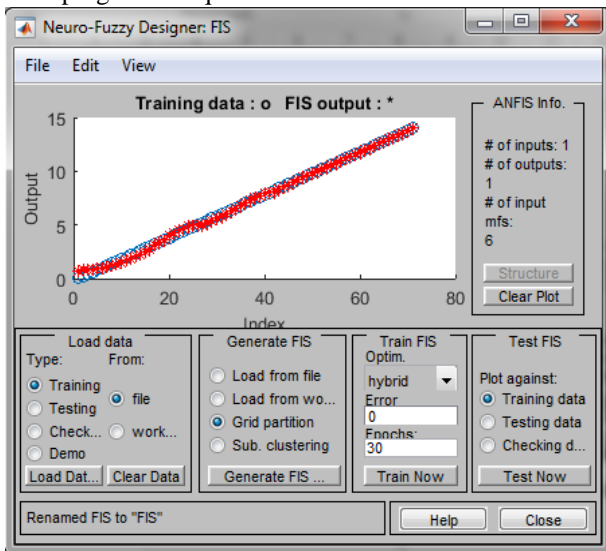 Neuro-Fuzzy Designer: FIS
File Edit View
Training data : o FIS output : *
15
10
5
0
Output
0 20 40 60 80
Index
ANFIS Info.
# of inputs: 1
# of outputs:
1
# of input
mfs:
6
Structure
Clear Plot
Load data
Type: From:
Training
Testing
Check...
Demo
file
work...
Load Dat... Clear Data
Generate FIS
Load from file
Load from wo...
Grid partition
Sub. clustering
Generate FIS ...
Train FIS
Optim.
hybrid
Error
0
Epochs:
30
Train Now
Test FIS
Plot against:
Training data
Testing data
Checking d...
Test Now
Renamed FIS to "FIS"
Help Close